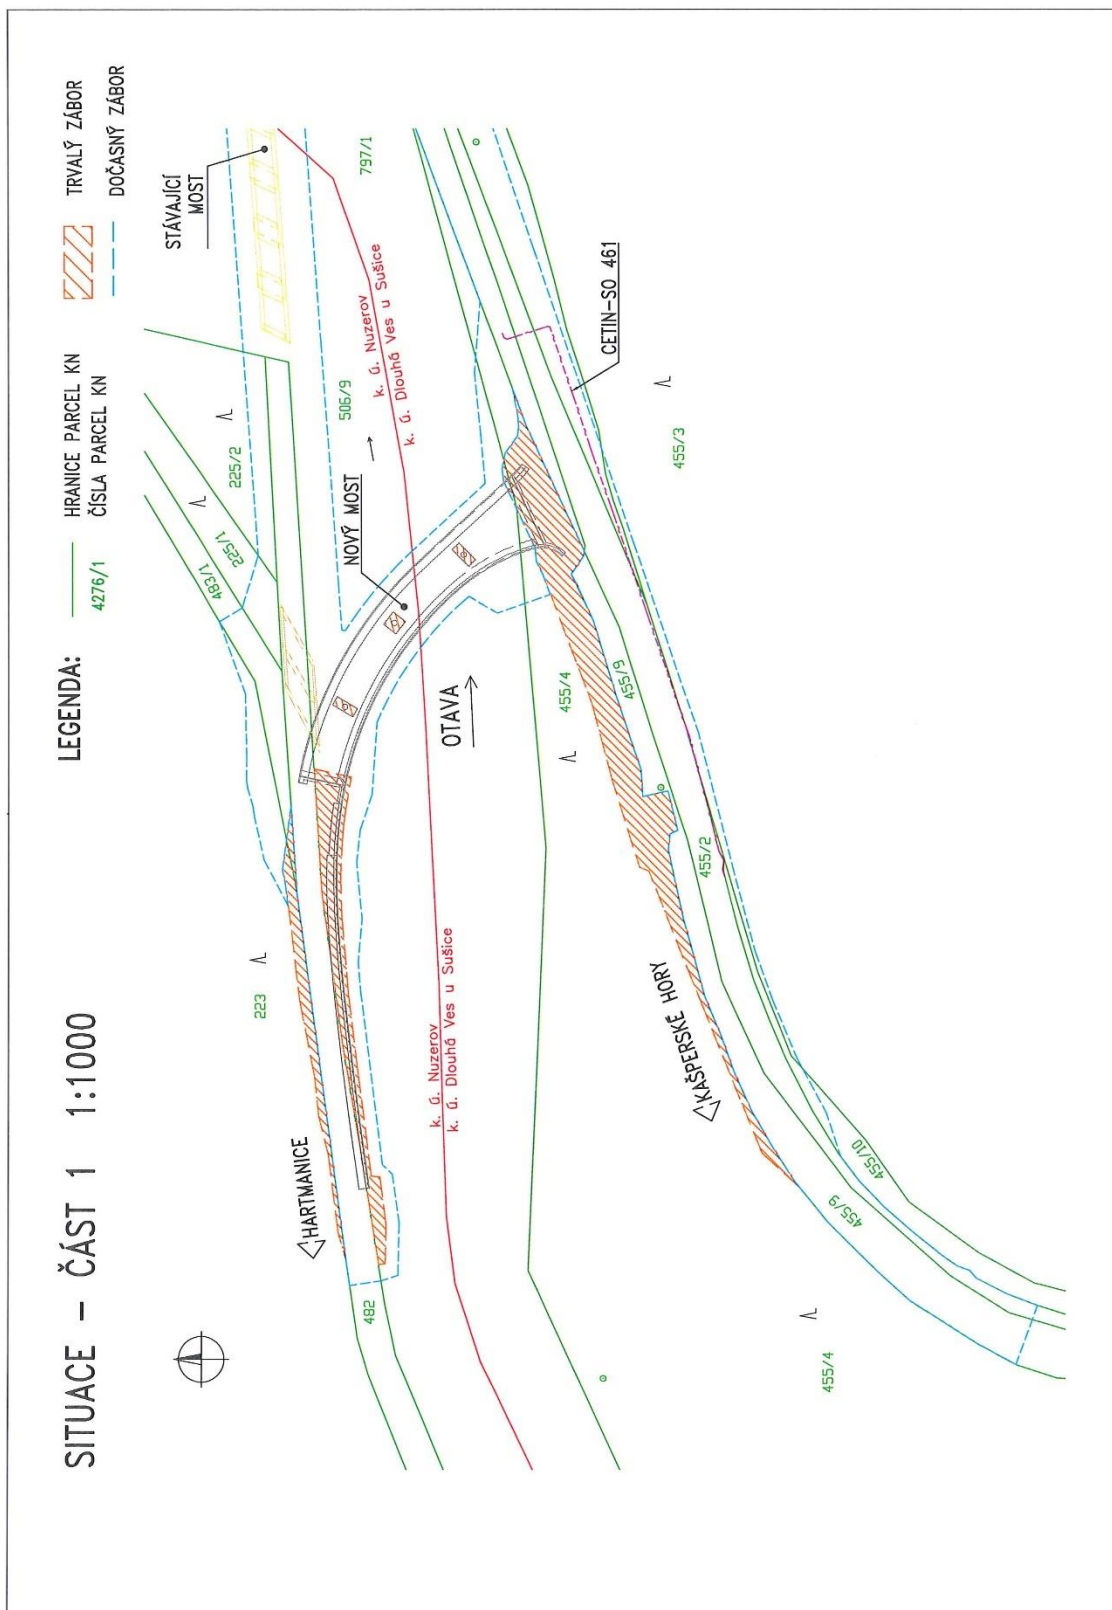 SITUACE – ČÁST 1 1:1000
LEGENDA:
HRANICE PARCEL KN
4276/1 ČÍSLA PARCEL KN
TRVALÝ ZÁBOR
DOČASNÝ ZÁBOR
STÁVAJÍCÍ
MOST
483/1
225/1
225/2
797/1
506/9
k. ú. Nuzerov
k. ú. Dlouhá Ves u Sušice
NOVÝ MOST
223
HARTMANICE
482
OTAVA
k. ú. Nuzerov
k. ú. Dlouhá Ves u Sušice
455/4
455/9
CETIN-SO 461
455/3
455/2
KAŠPERSKÉ HORY
455/10
455/9
455/4